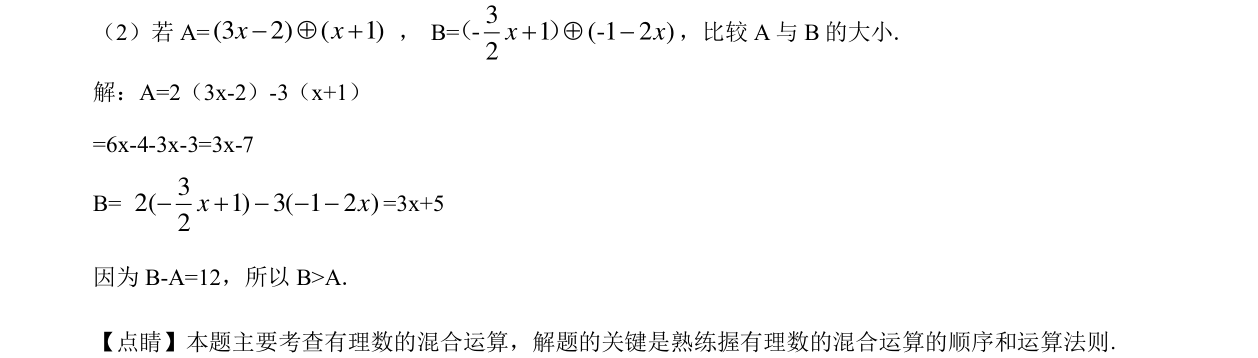 （2）若 A=(3x−2)⊕(x+1) ， B=(-3/2x+1)⊕(-1−2x)，比较 A 与 B 的大小.
解：A=2（3x-2）-3（x+1）
=6x-4-3x-3=3x-7
B= 2(−3/2x+1)−3(−1−2x)=3x+5
因为 B-A=12，所以 B>A.
【点睛】本题主要考查有理数的混合运算，解题的关键是熟练握有理数的混合运算的顺序和运算法则.